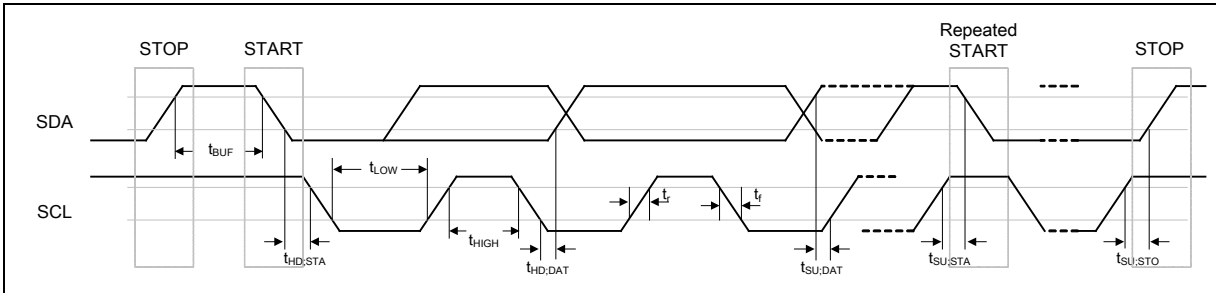 Repeated
STOP START START STOP
SDA
tBUF
tLOW
SCL
tr tf
tHIGH
tHD;STA tHD;DAT tSU;DAT tSU;STA tSU;STO